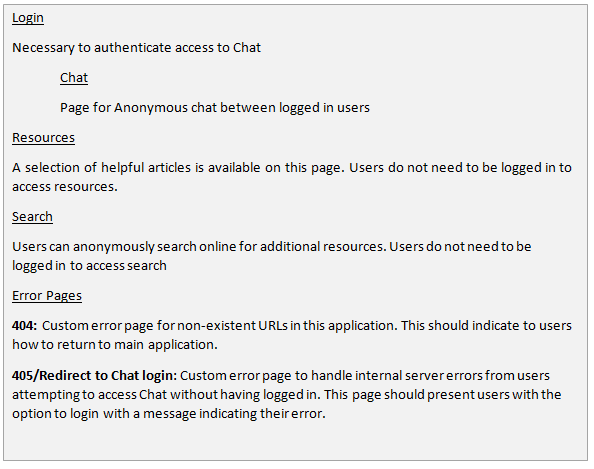 Login
Necessary to authenticate access to Chat
Chat
Page for Anonymous chat between logged in users
Resources
A selection of helpful articles is available on this page. Users do not need to be logged in to
access resources.
Search
Users can anonymously search online for additional resources. Users do not need to be
logged in to access search
Error Pages
404: Custom error page for non-existent URLs in this application. This should indicate to users
how to return to main application.
405/Redirect to Chat login: Custom error page to handle internal server errors from users
attempting to access Chat without having logged in. This page should present users with the
option to login with a message indicating their error.